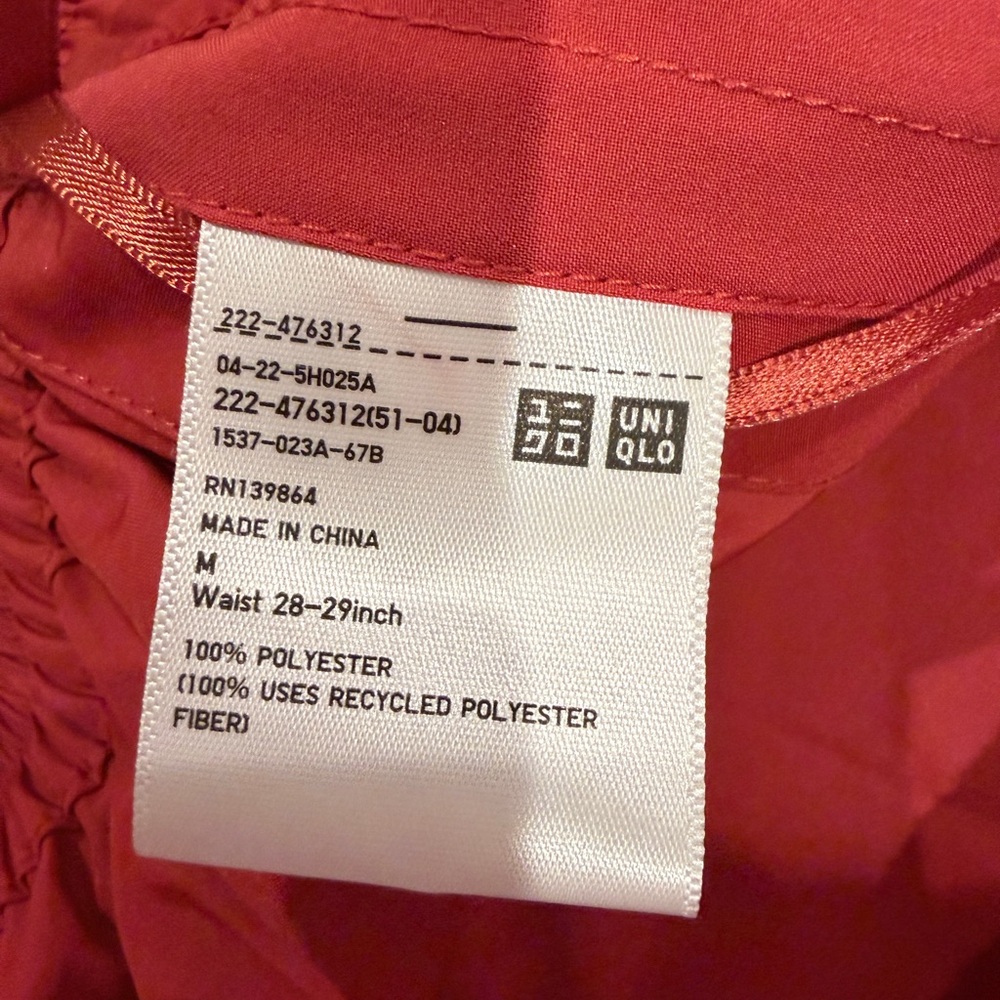 222-476312
04-22-5H025A
222-476312(51-04)
1537-023A-67B
ユニ
クロ
UNI
QLO
RN139864
MADE IN CHINA
M
Waist 28-29inch
100% POLYESTER
(100% USES RECYCLED POLYESTER
FIBER)